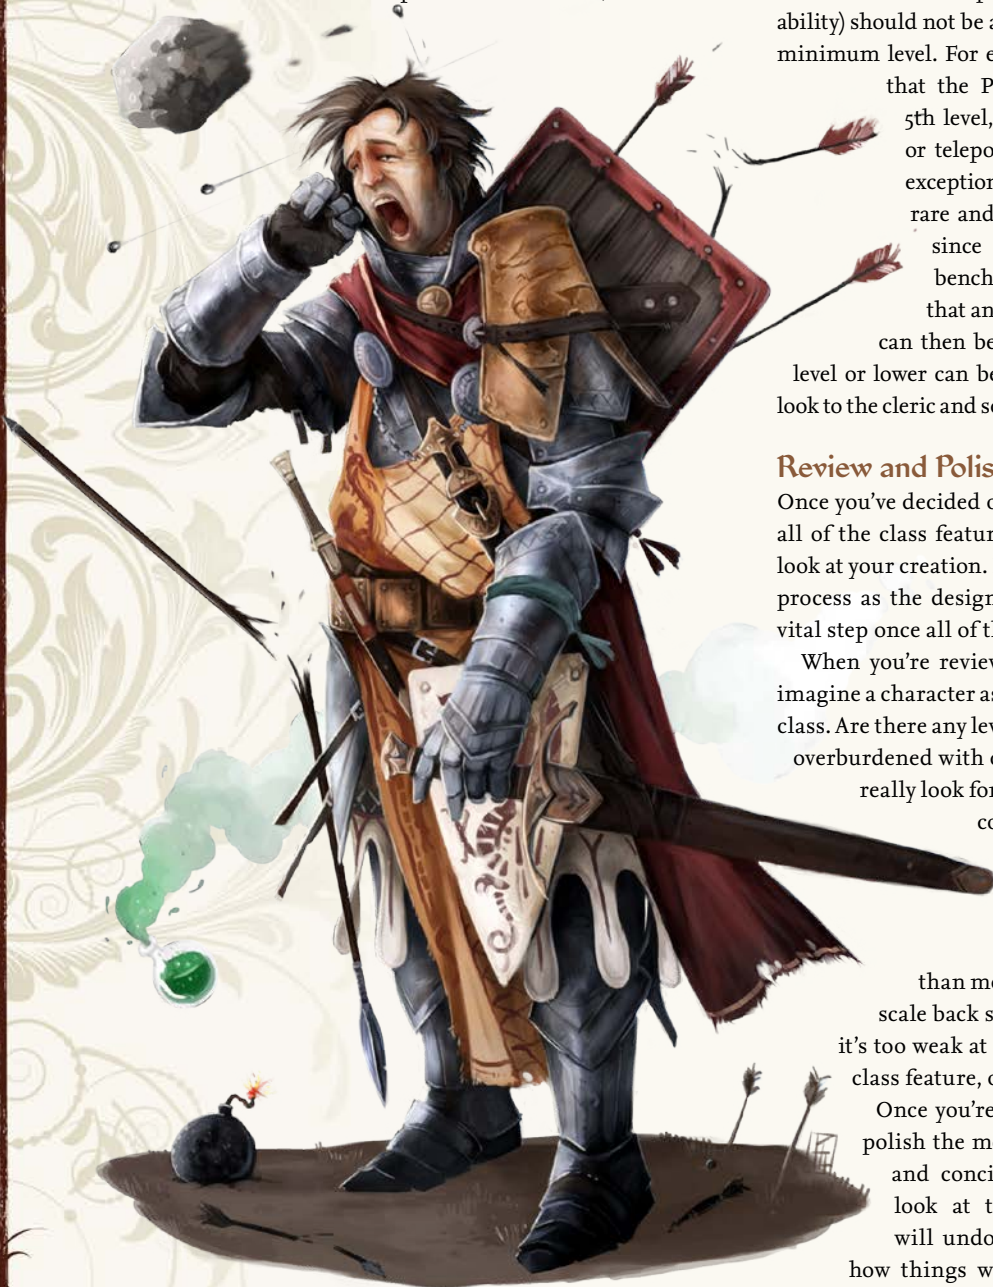 ability) should not be a
minimum level. For e
that the P
5th level,
or telepo
exception
rare and
since
bench
that an
can then be
level or lower can be
look to the cleric and so
Review and Polis
Once you've decided o
all of the class featur
look at your creation.
process as the design
vital step once all of th
When you're review
imagine a character as
class. Are there any lev
overburdened with o
really look for
co
than mo
scale back s
it's too weak at
class feature, o
Once you're
polish the me
and conci
look at t
will undo
how things w